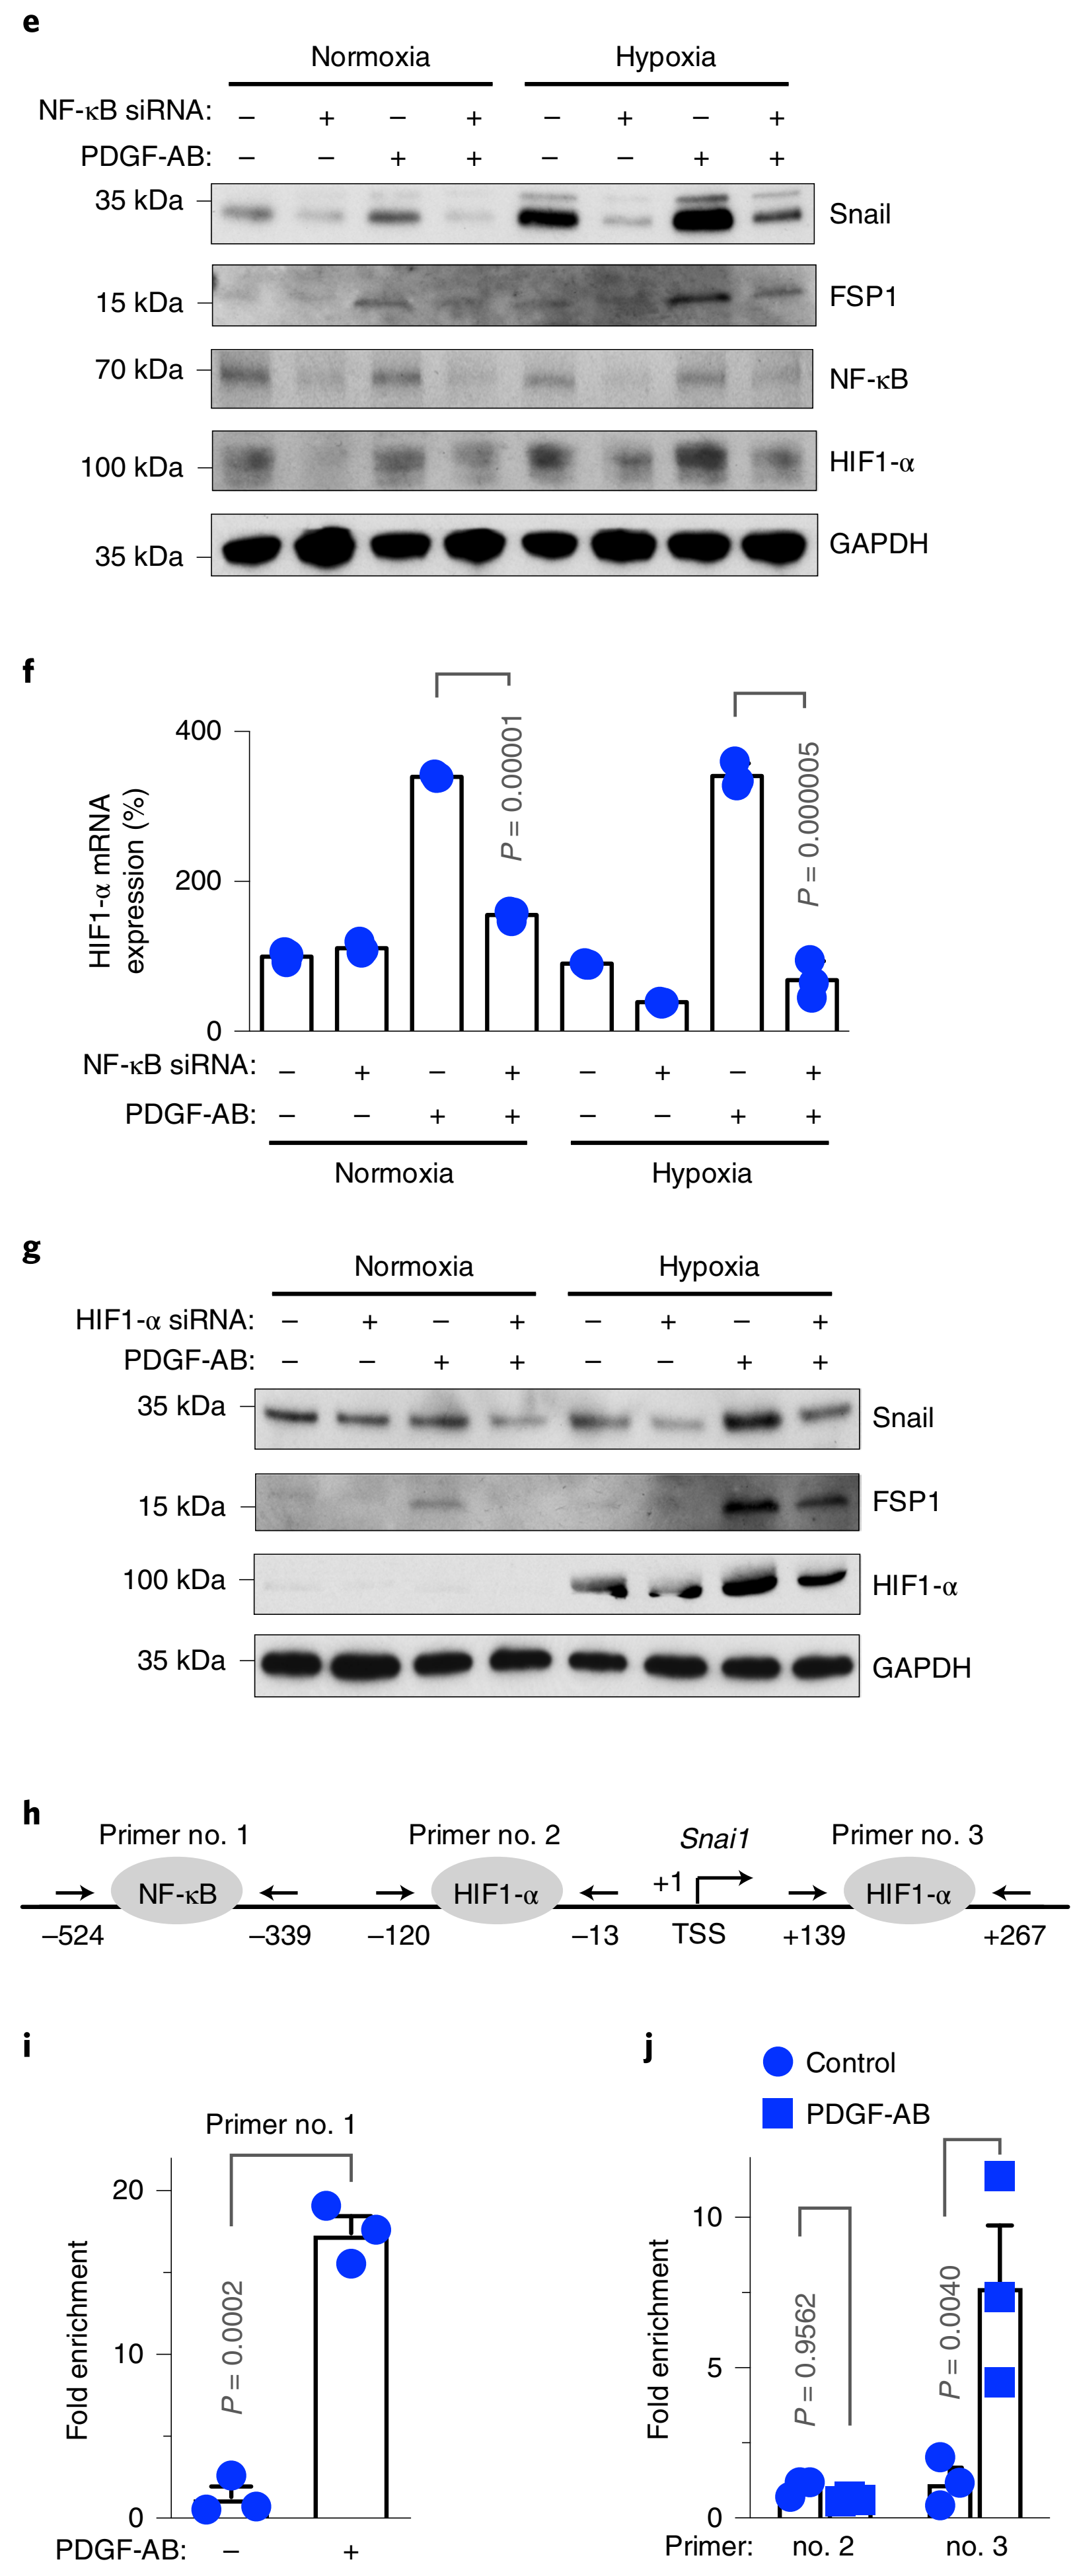 e
Normoxia Hypoxia
NF-κB siRNA: – + – + – + – +
PDGF-AB: – – + + – – + +
35 kDa Snail
15 kDa FSP1
70 kDa NF-κB
100 kDa HIF1-α
35 kDa GAPDH
f
HIF1-α mRNA
expression (%)
400
200
0
P = 0.00001
P = 0.000005
NF-κB siRNA: – + – + – + – +
PDGF-AB: – – + + – – + +
Normoxia Hypoxia
g
Normoxia Hypoxia
HIF1-α siRNA: – + – + – + – +
PDGF-AB: – – + + – – + +
35 kDa Snail
15 kDa FSP1
100 kDa HIF1-α
35 kDa GAPDH
h
Primer no. 1 Primer no. 2 Snai1 Primer no. 3
NF-κB HIF1-α +1 HIF1-α
–524 –339 –120 –13 TSS +139 +267
i
Primer no. 1
Fold enrichment
20
10
0
P = 0.0002
PDGF-AB: – +
j
Control
PDGF-AB
Fold enrichment
10
5
0
P = 0.9562
P = 0.0040
Primer: no. 2 no. 3